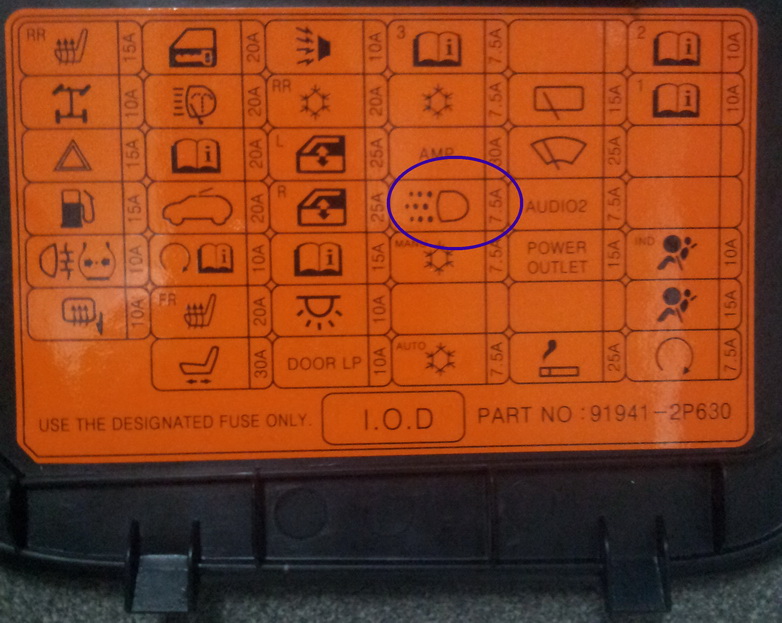 RR 15A 20A 10A 3 i 7.5A 2 i 10A
10A 20A RR 20A 7.5A 15A 1 i 10A
15A i 20A L 25A AMP 30A 25A
15A 20A R 25A 7.5A AUDIO2 7.5A
10A i 10A i 15A MAN 7.5A POWER OUTLET 15A IND 10A
10A FR 20A 10A 15A
30A DOOR LP 10A AUTO 7.5A 25A 7.5A
USE THE DESIGNATED FUSE ONLY. I.O.D PART NO : 91941-2P630